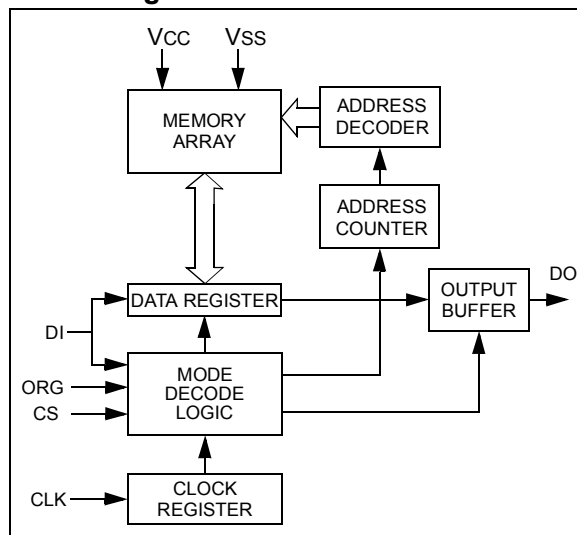 VCC
VSS
MEMORY
ARRAY
ADDRESS
DECODER
ADDRESS
COUNTER
DATA REGISTER
OUTPUT
BUFFER
DO
DI
MODE
DECODE
LOGIC
ORG
CS
CLK
CLOCK
REGISTER